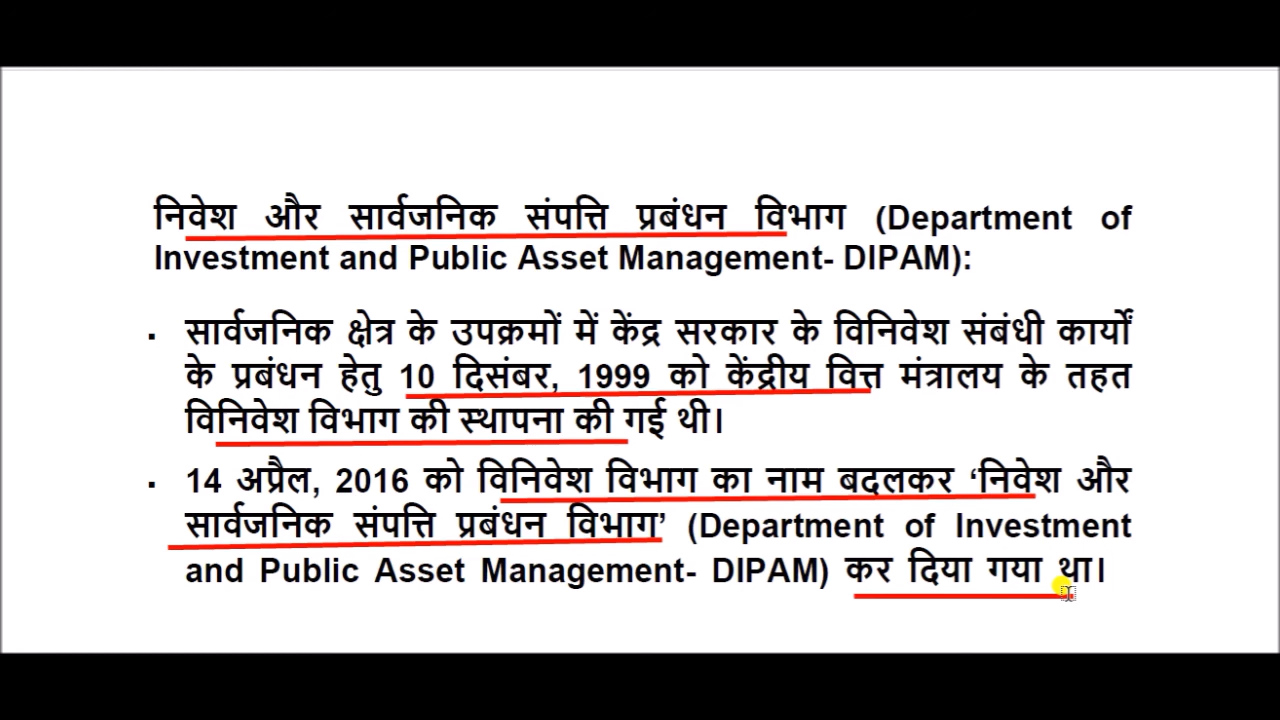 निवेश और सार्वजनिक संपत्ति प्रबंधन विभाग (Department of
Investment and Public Asset Management- DIPAM):
▪ सार्वजनिक क्षेत्र के उपक्रमों में केंद्र सरकार के विनिवेश संबंधी कार्यों
के प्रबंधन हेतु 10 दिसंबर, 1999 को केंद्रीय वित्त मंत्रालय के तहत
विनिवेश विभाग की स्थापना की गई थी।
▪ 14 अप्रैल, 2016 को विनिवेश विभाग का नाम बदलकर ‘निवेश और
सार्वजनिक संपत्ति प्रबंधन विभाग’ (Department of Investment
and Public Asset Management- DIPAM) कर दिया गया था।